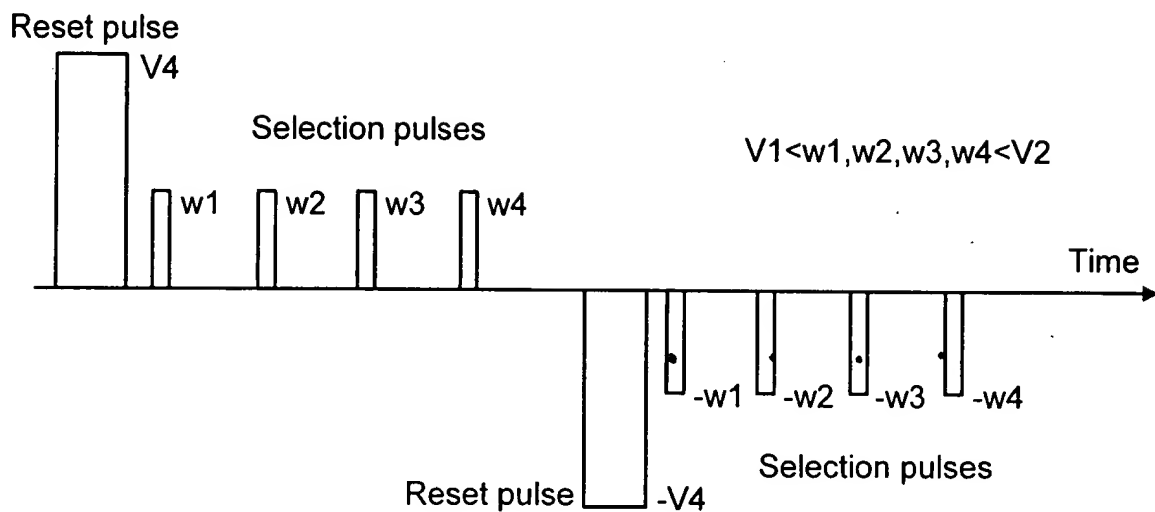 Reset pulse
V4
Selection pulses
V1<w1,w2,w3,w4<V2
w1 w2 w3 w4
Time
-w1 -w2 -w3 -w4
Selection pulses
Reset pulse -V4